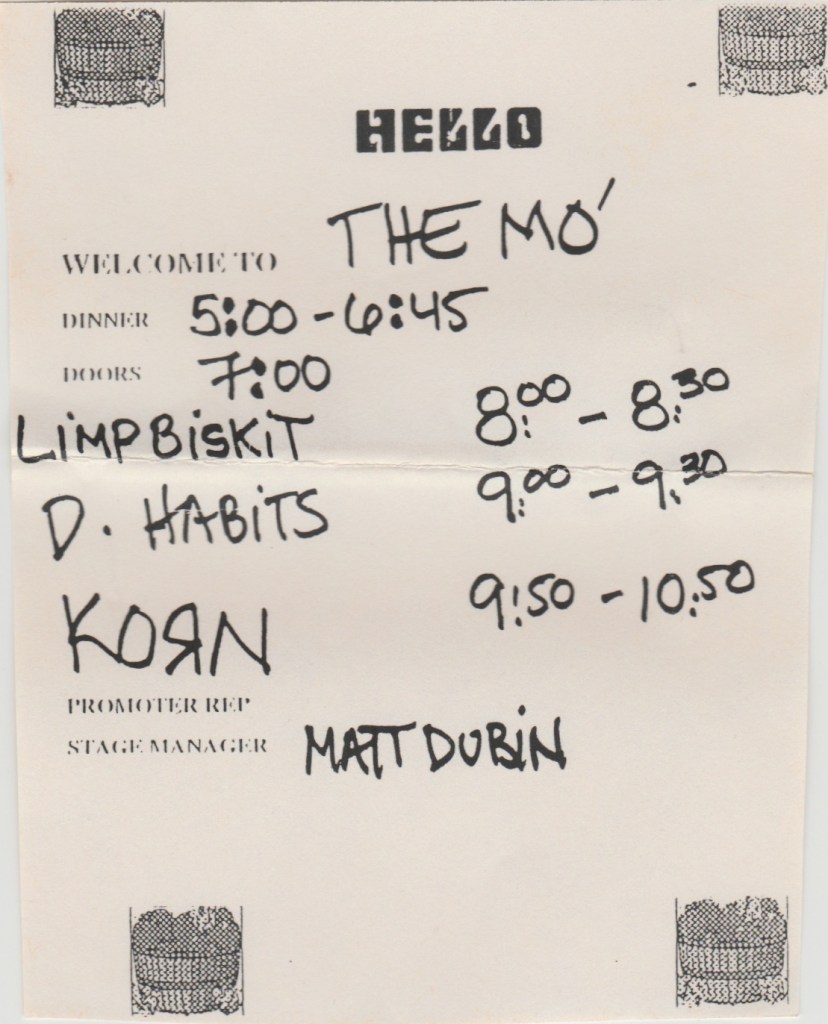 HELLO
WELCOME TO THE MO'
DINNER 5:00 - 6:45
DOORS 7:00
LIMPBISKIT 8:00 - 8:30
D. HABITS 9:00 - 9:30
KOЯN 9:50 - 10:50
PROMOTER REP
STAGE MANAGER MATT DUBIN